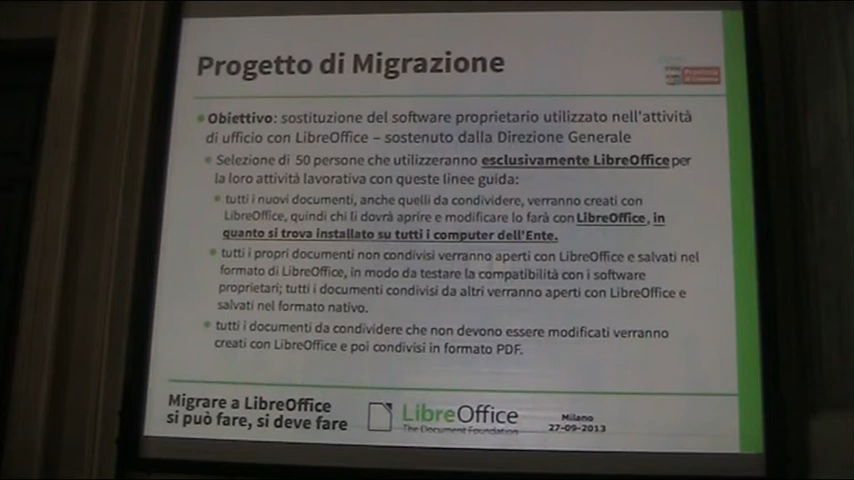 Progetto di Migrazione
Obiettivo: sostituzione del software proprietario utilizzato nell'attività
di ufficio con LibreOffice – sostenuto dalla Direzione Generale
Selezione di 50 persone che utilizzeranno esclusivamente LibreOffice per
la loro attività lavorativa con queste linee guida:
tutti i nuovi documenti, anche quelli da condividere, verranno creati con
LibreOffice, quindi chi li dovrà aprire e modificare lo farà con LibreOffice, in
quanto si trova installato su tutti i computer dell'Ente.
tutti i propri documenti non condivisi verranno aperti con LibreOffice e salvati nel
formato di LibreOffice, in modo da testare la compatibilità con i software
proprietari; tutti i documenti condivisi da altri verranno aperti con LibreOffice e
salvati nel formato nativo.
tutti i documenti da condividere che non devono essere modificati verranno
creati con LibreOffice e poi condivisi in formato PDF.
Migrare a LibreOffice
si può fare, si deve fare
LibreOffice
The Document Foundation
Milano
27-09-2013